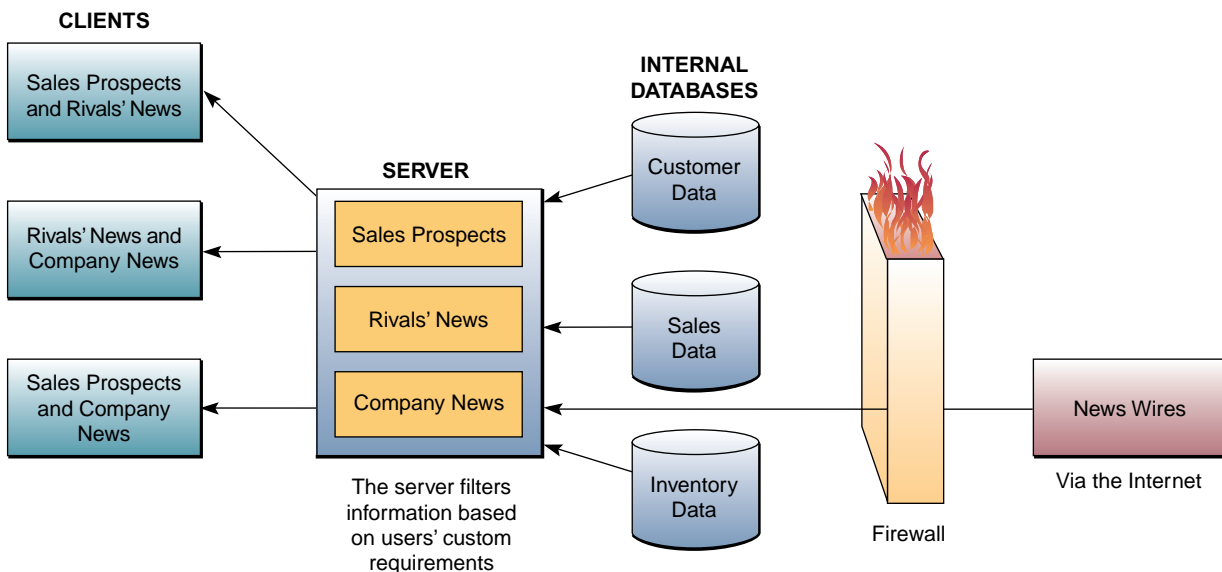 CLIENTS
Sales Prospects
and Rivals’ News
Rivals’ News and
Company News
Sales Prospects
and Company
News
SERVER
Sales Prospects
Rivals’ News
Company News
The server filters
information based
on users’ custom
requirements
INTERNAL
DATABASES
Customer
Data
Sales
Data
Inventory
Data
Firewall
News Wires
Via the Internet